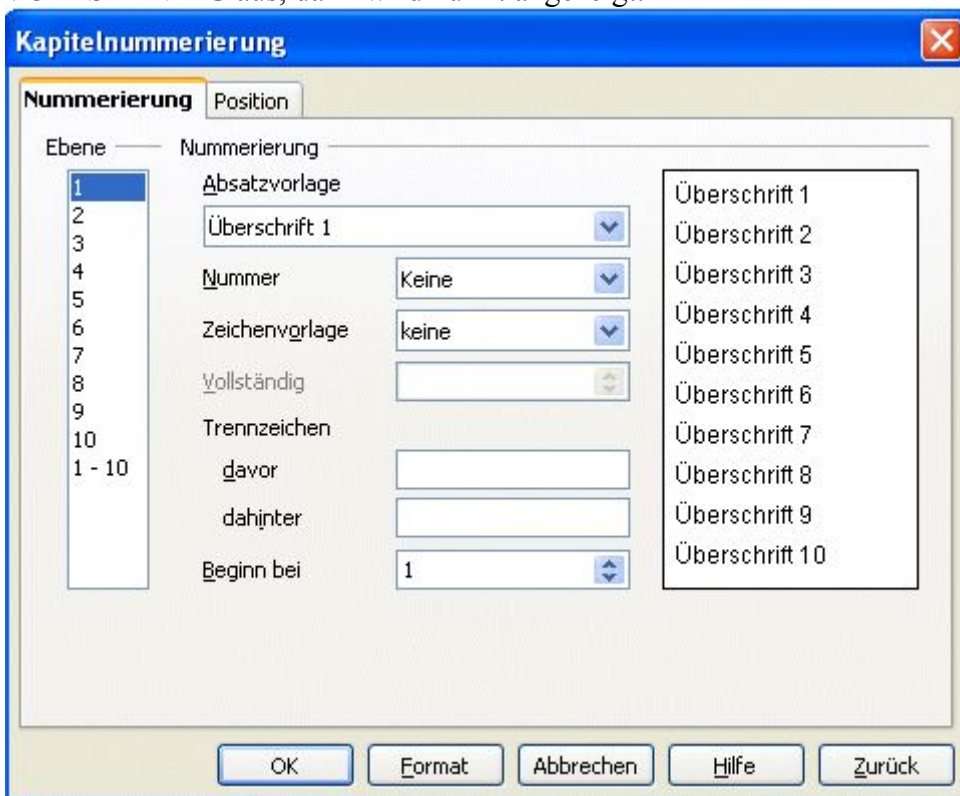 Kapitelnummerierung
Nummerierung Position
Ebene Nummerierung
1
2
3
4
5
6
7
8
9
10
1 - 10
Absatzvorlage
Überschrift 1
Nummer Keine
Zeichenvorlage keine
Vollständig
Trennzeichen
davor
dahinter
Beginn bei 1
Überschrift 1
Überschrift 2
Überschrift 3
Überschrift 4
Überschrift 5
Überschrift 6
Überschrift 7
Überschrift 8
Überschrift 9
Überschrift 10
OK Format Abbrechen Hilfe Zurück